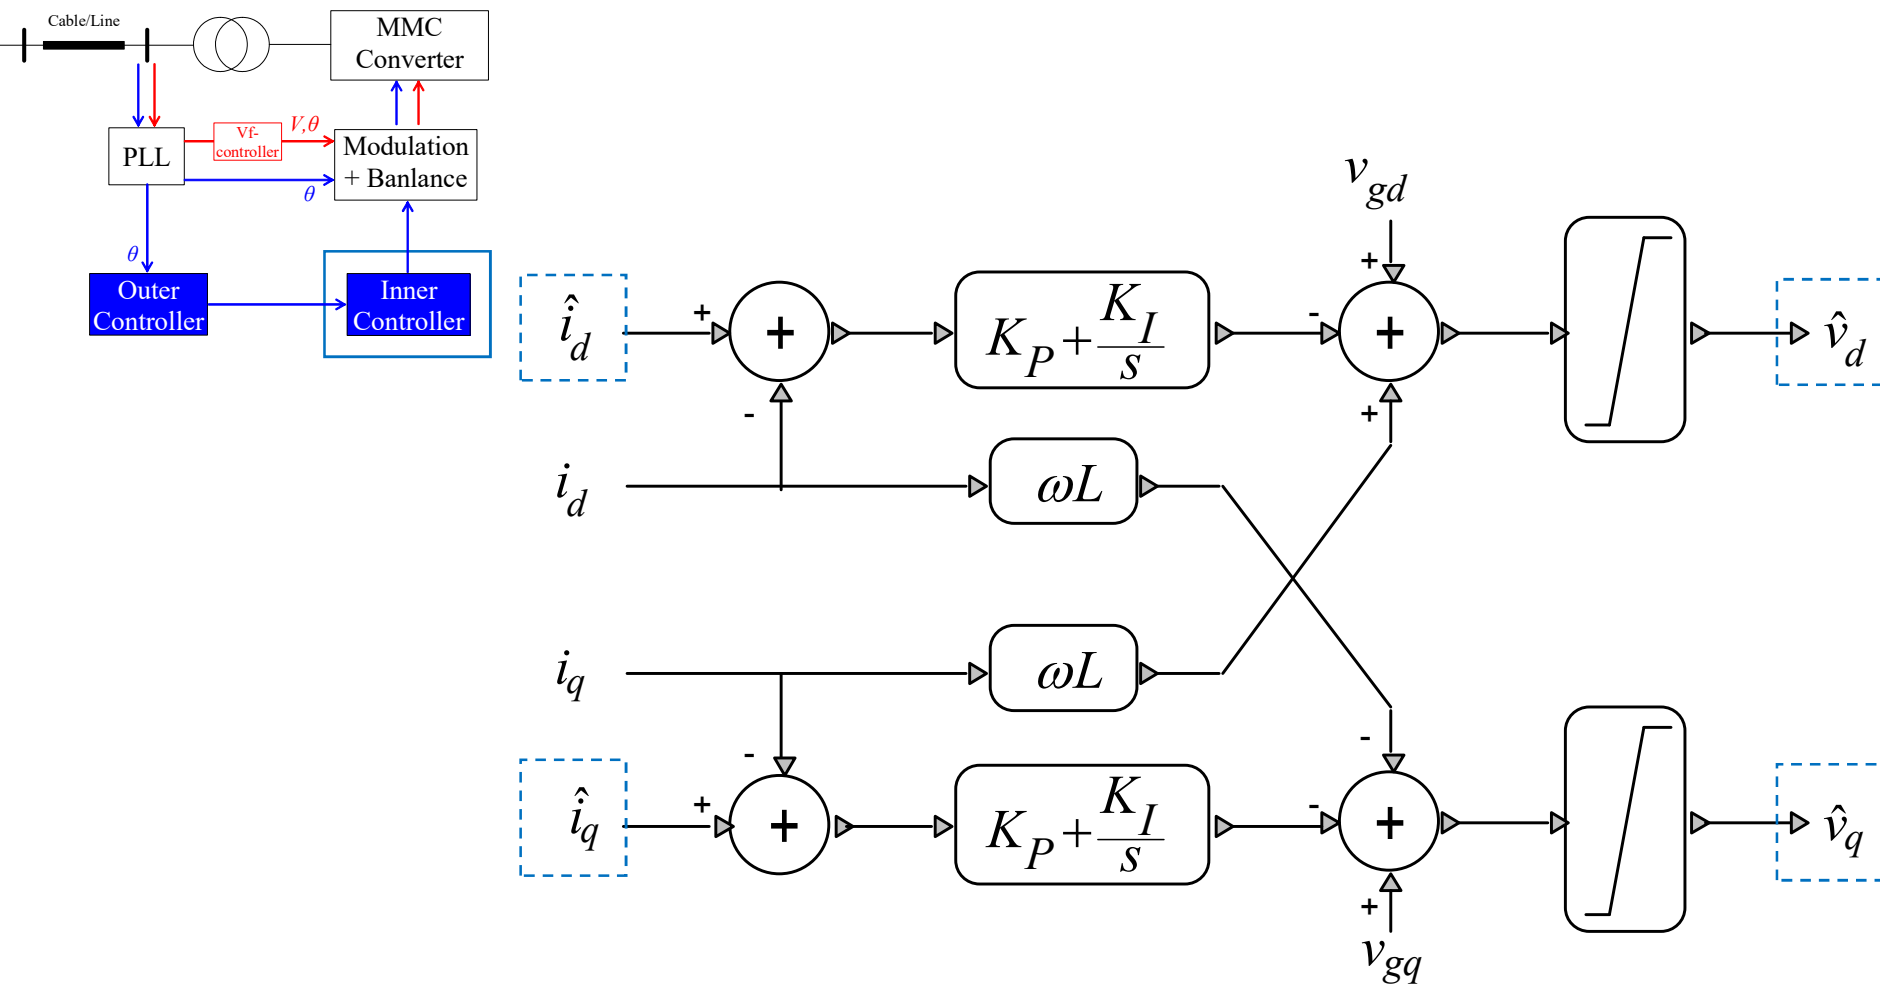 Cable/Line
MMC
Converter
PLL
Vf-
controller
V,θ
Modulation
+ Banlance
θ
θ
Outer
Controller
Inner
Controller
v_gd
+
î_d
+
+
K_P + K_I/s
-
+
v̂_d
-
+
i_d
ωL
i_q
ωL
-
-
î_q
+
+
K_P + K_I/s
-
+
v̂_q
+
v_gq